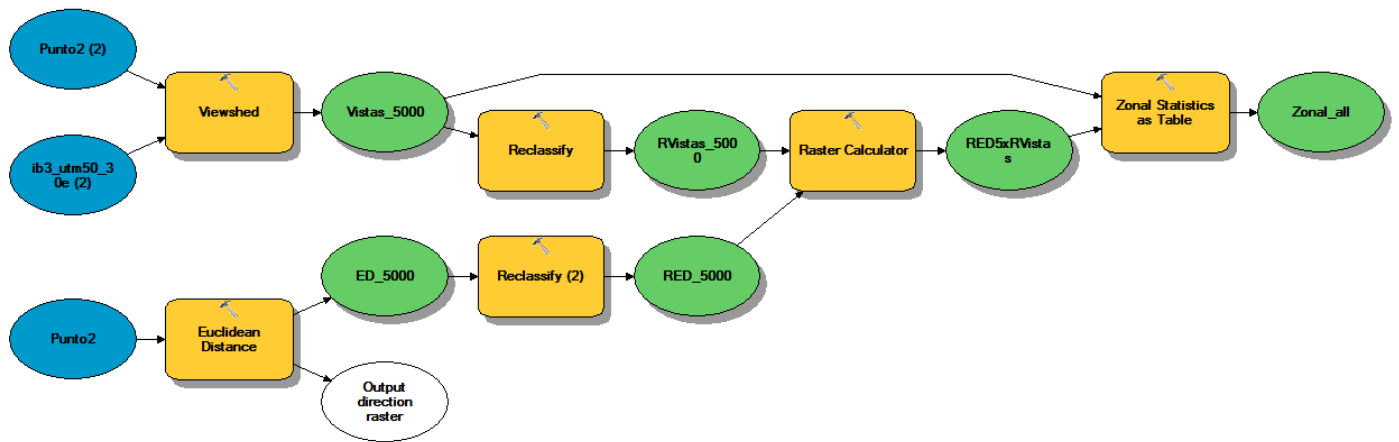 Punto2 (2)
ib3_utm50_3
0e (2)
Viewshed
Vistas_5000
Reclassify
RVistas_500
0
Raster Calculator
RED5xRVista
s
Zonal Statistics
as Table
Zonal_all
Punto2
Euclidean
Distance
ED_5000
Output
direction
raster
Reclassify (2)
RED_5000